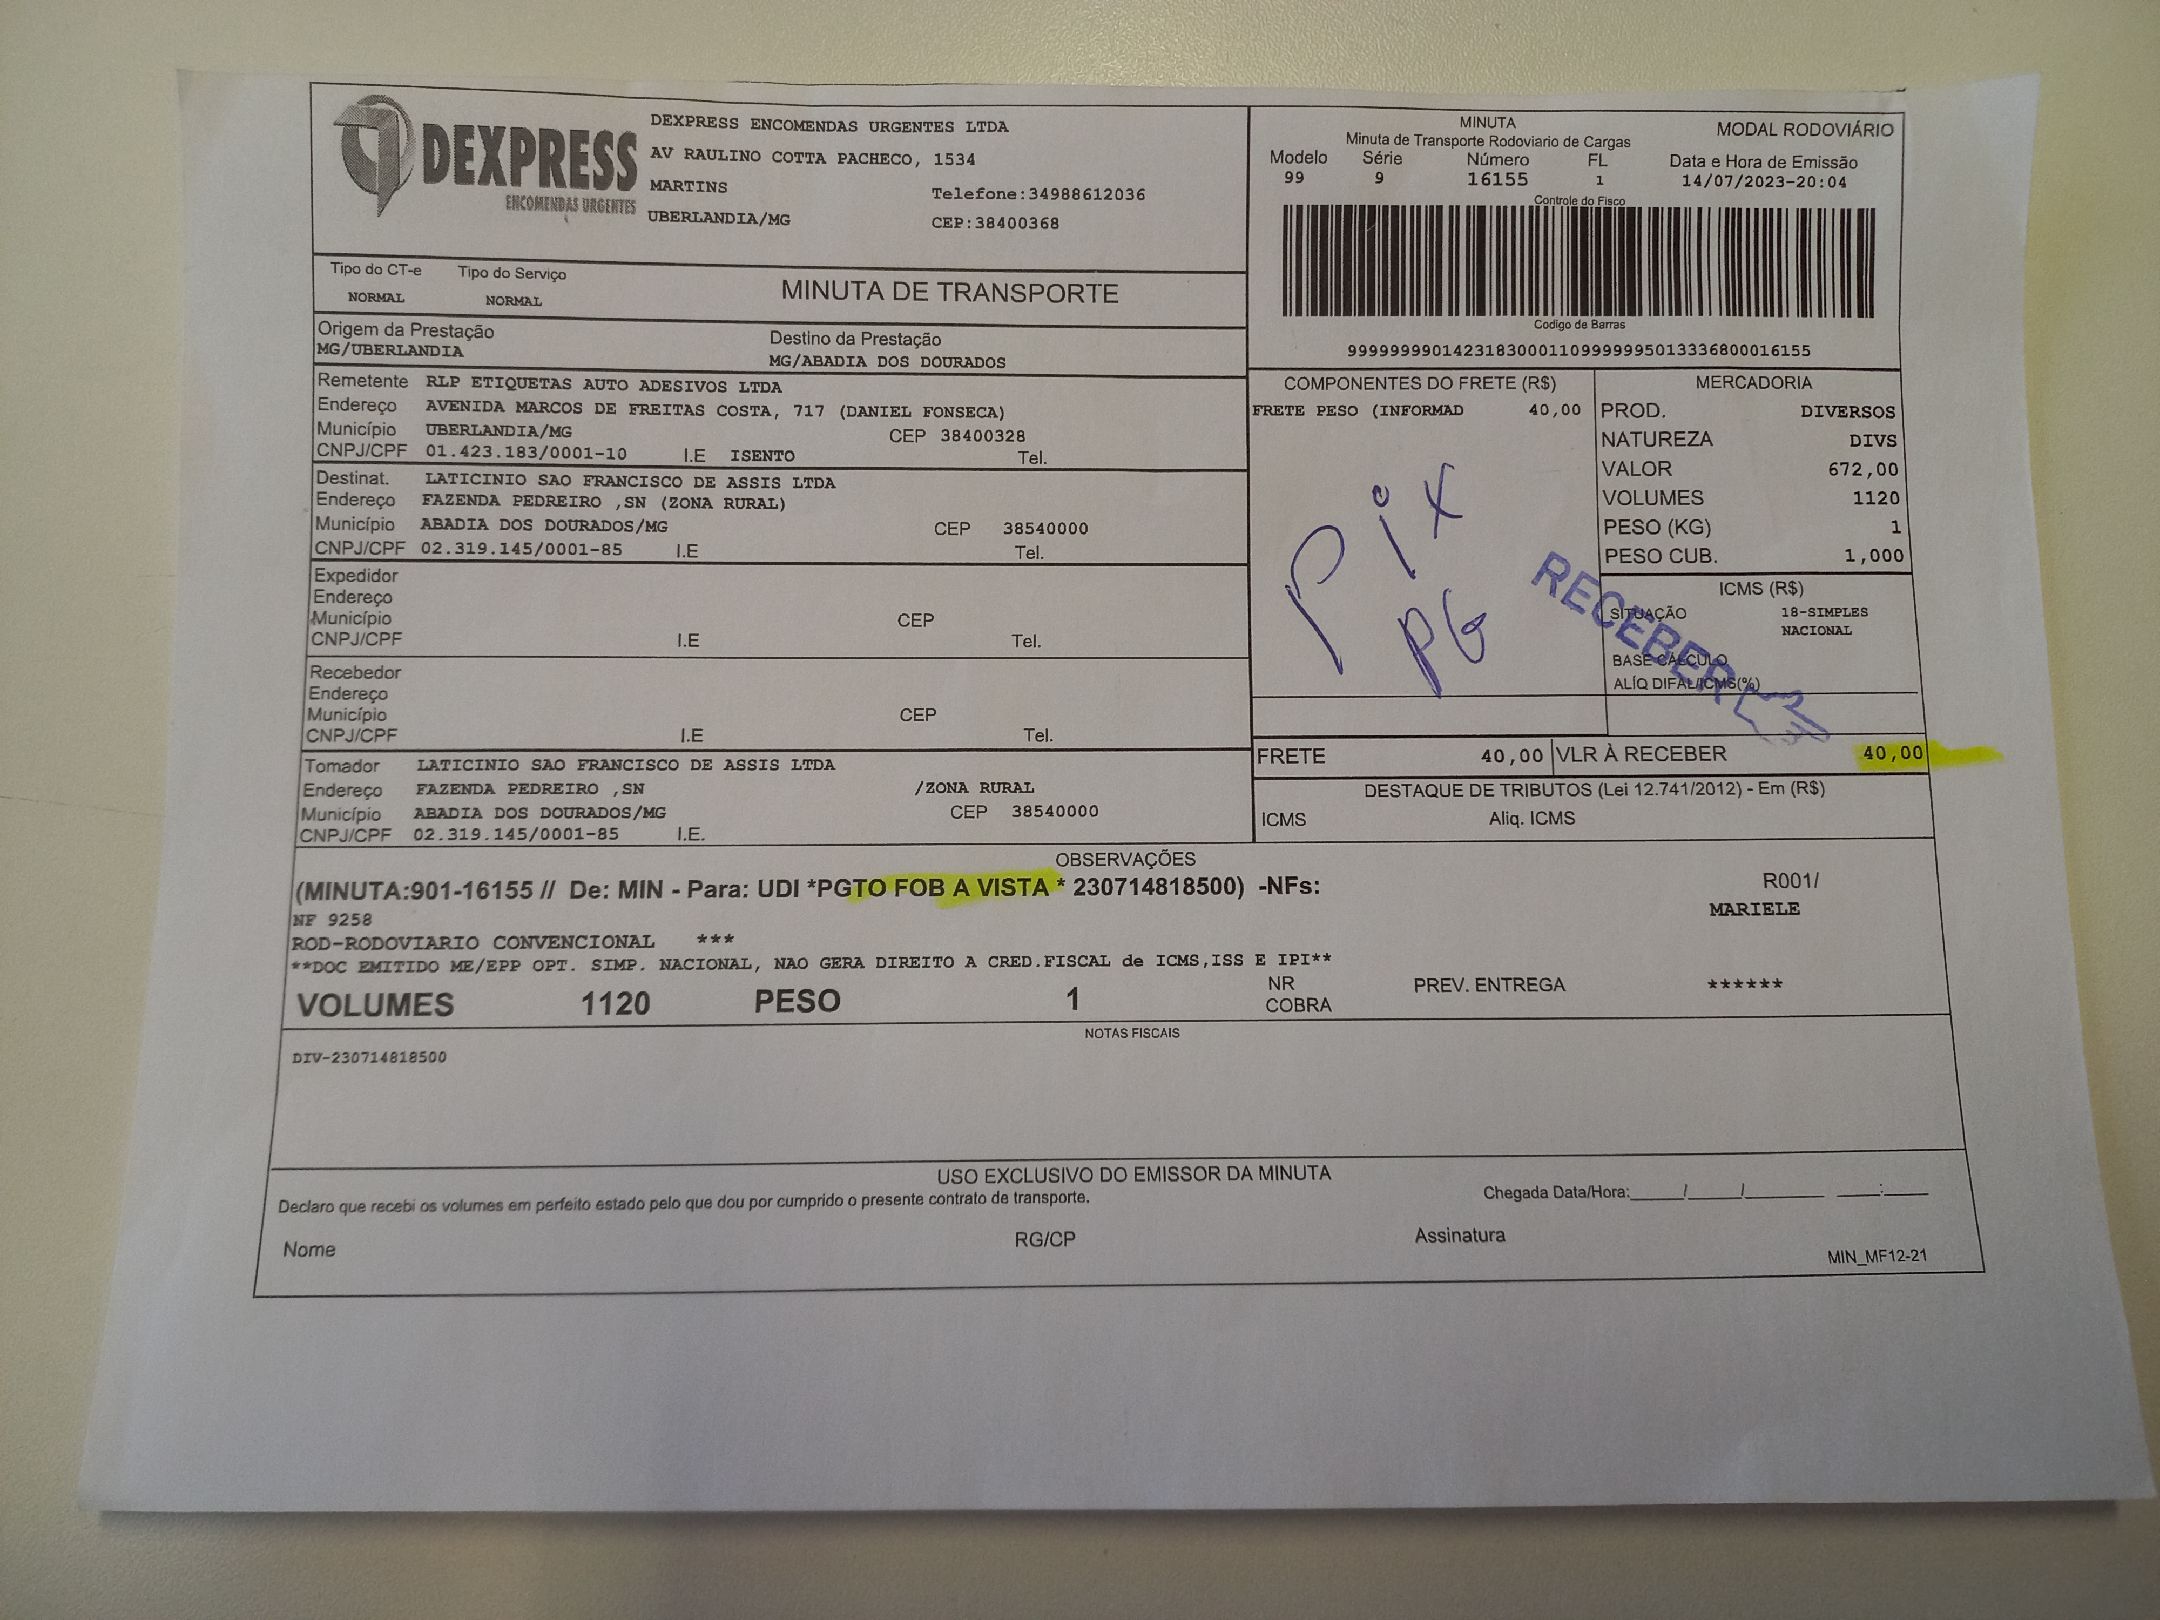 DEXPRESS
ENCOMENDAS URGENTES
DEXPRESS ENCOMENDAS URGENTES LTDA
AV RAULINO COTTA PACHECO, 1534
MARTINS Telefone:34988612036
UBERLANDIA/MG CEP:38400368
MINUTA MODAL RODOVIÁRIO
Minuta de Transporte Rodoviario de Cargas
Modelo Série Número FL Data e Hora de Emissão
99 9 16155 1 14/07/2023-20:04
Controle do Fisco
Codigo de Barras
99999999014231830001109999995013336800016155
Tipo do CT-e Tipo do Serviço
NORMAL NORMAL
MINUTA DE TRANSPORTE
Origem da Prestação Destino da Prestação
MG/UBERLANDIA MG/ABADIA DOS DOURADOS
Remetente RLP ETIQUETAS AUTO ADESIVOS LTDA
Endereço AVENIDA MARCOS DE FREITAS COSTA, 717 (DANIEL FONSECA)
Município UBERLANDIA/MG CEP 38400328
CNPJ/CPF 01.423.183/0001-10 I.E ISENTO Tel.
Destinat. LATICINIO SAO FRANCISCO DE ASSIS LTDA
Endereço FAZENDA PEDREIRO ,SN (ZONA RURAL)
Município ABADIA DOS DOURADOS/MG CEP 38540000
CNPJ/CPF 02.319.145/0001-85 I.E Tel.
Expedidor
Endereço
Município CEP
CNPJ/CPF I.E Tel.
Recebedor
Endereço
Município CEP
CNPJ/CPF I.E Tel.
Tomador LATICINIO SAO FRANCISCO DE ASSIS LTDA
Endereço FAZENDA PEDREIRO ,SN /ZONA RURAL
Município ABADIA DOS DOURADOS/MG CEP 38540000
CNPJ/CPF 02.319.145/0001-85 I.E.
COMPONENTES DO FRETE (R$)
FRETE PESO (INFORMAD 40,00
Pix
PG
RECEBER
MERCADORIA
PROD. DIVERSOS
NATUREZA DIVS
VALOR 672,00
VOLUMES 1120
PESO (KG) 1
PESO CUB. 1,000
ICMS (R$)
SITUAÇÃO 18-SIMPLES
NACIONAL
BASE CÁLCULO
ALÍQ DIFAL/ICMS(%)
FRETE 40,00 VLR À RECEBER 40,00
DESTAQUE DE TRIBUTOS (Lei 12.741/2012) - Em (R$)
ICMS Aliq. ICMS
OBSERVAÇÕES
(MINUTA:901-16155 // De: MIN - Para: UDI *PGTO FOB A VISTA * 230714818500) -NFs: R001/
NF 9258 MARIELE
ROD-RODOVIARIO CONVENCIONAL ***
**DOC EMITIDO ME/EPP OPT. SIMP. NACIONAL, NAO GERA DIREITO A CRED.FISCAL de ICMS,ISS E IPI**
VOLUMES 1120 PESO 1 NR COBRA PREV. ENTREGA ******
NOTAS FISCAIS
DIV-230714818500
USO EXCLUSIVO DO EMISSOR DA MINUTA
Declaro que recebi os volumes em perfeito estado pelo que dou por cumprido o presente contrato de transporte. Chegada Data/Hora:____/____/______ ___:____
Nome RG/CP Assinatura
MIN_MF12-21